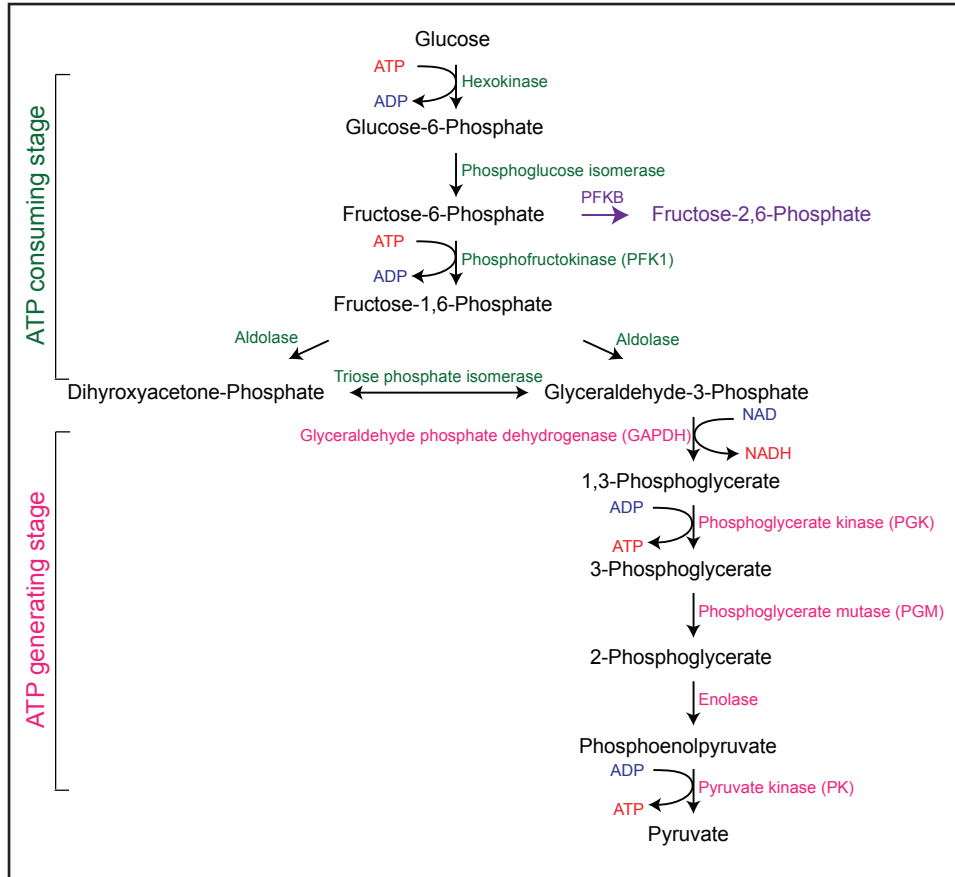 Glucose
ATP
Hexokinase
ADP
Glucose-6-Phosphate
Phosphoglucose isomerase
PFKB
Fructose-6-Phosphate
Fructose-2,6-Phosphate
ATP
Phosphofructokinase (PFK1)
ADP
Fructose-1,6-Phosphate
Aldolase
Aldolase
Triose phosphate isomerase
Dihyroxyacetone-Phosphate
Glyceraldehyde-3-Phosphate
ATP consuming stage
NAD
Glyceraldehyde phosphate dehydrogenase (GAPDH)
NADH
1,3-Phosphoglycerate
ADP
Phosphoglycerate kinase (PGK)
ATP
3-Phosphoglycerate
Phosphoglycerate mutase (PGM)
2-Phosphoglycerate
Enolase
Phosphoenolpyruvate
ADP
Pyruvate kinase (PK)
ATP
Pyruvate
ATP generating stage